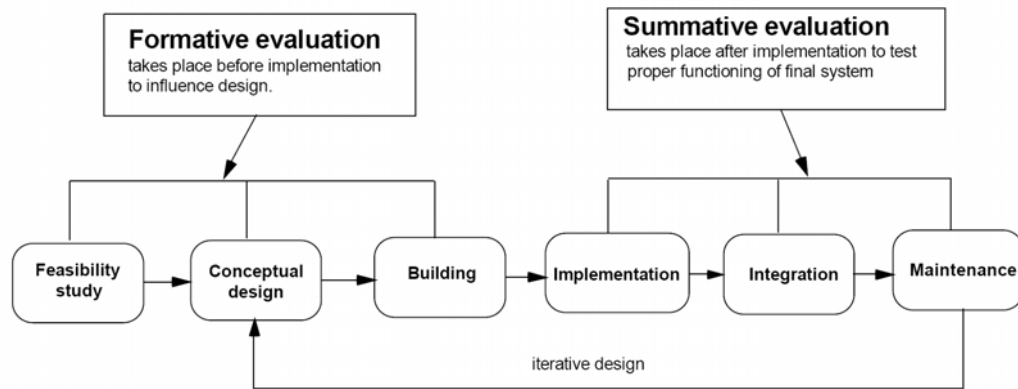 Formative evaluation
takes place before implementation
to influence design.
Summative evaluation
takes place after implementation to test
proper functioning of final system
Feasibility
study
Conceptual
design
Building
Implementation
Integration
Maintenance
iterative design